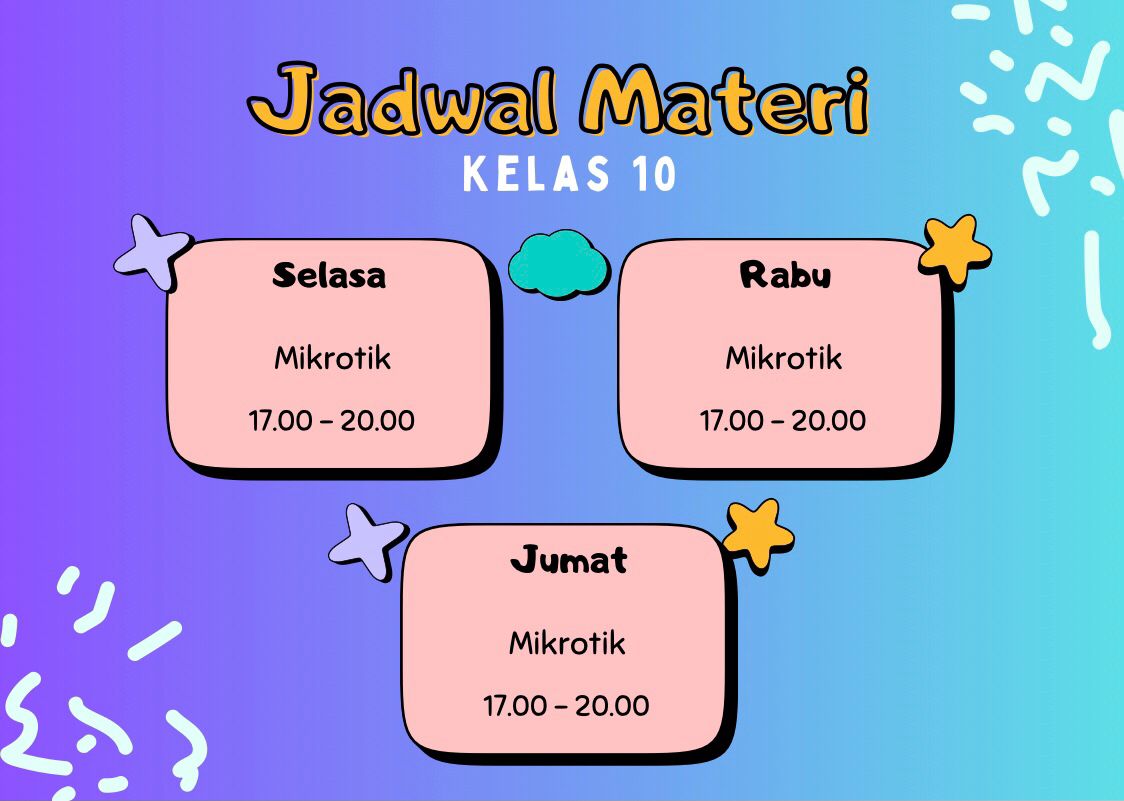 Jadwal Materi
KELAS 10
Selasa
Mikrotik
17.00 – 20.00
Rabu
Mikrotik
17.00 – 20.00
Jumat
Mikrotik
17.00 – 20.00